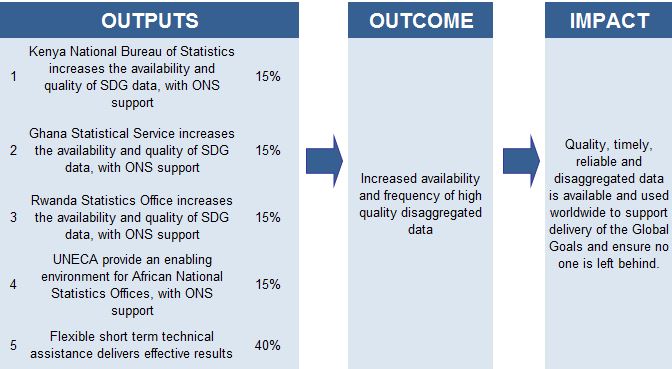 OUTPUTS
Kenya National Bureau of Statistics
increases the availability and
1 quality of SDG data, with ONS 15%
support
Ghana Statistical Service increases
2 the availability and quality of SDG 15%
data, with ONS support
Rwanda Statistics Office increases
3 the availability and quality of SDG 15%
data, with ONS support
UNECA provide an enabling
4 environment for African National 15%
Statistics Offices, with ONS
support.
Flexible short term technical
5 assistance delivers effective results 40%
OUTCOME
Increased availability
and frequency of high
quality disaggregated
data
IMPACT
Quality, timely,
reliable and
disaggregated data
is available and used
worldwide to support
delivery of the Global
Goals and ensure no
one is left behind.